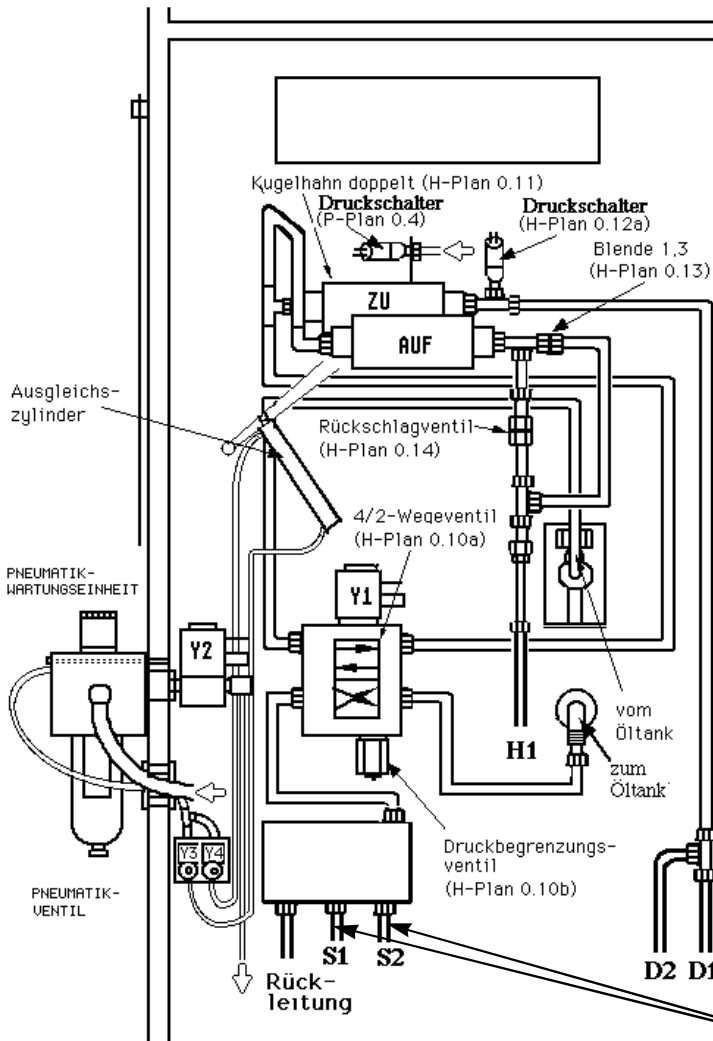 Kugelhahn doppelt (H-Plan 0.11)
Druckschalter
(P-Plan 0.4)
Druckschalter
(H-Plan 0.12a)
Blende 1,3
(H-Plan 0.13)
ZU
AUF
Ausgleichs-
zylinder
Rückschlagventil
(H-Plan 0.14)
4/2-Wegeventil
(H-Plan 0.10a)
PNEUMATIK-
WARTUNGSEINHEIT
Y1
Y2
vom
Öltank
H1
zum
Öltank
Y3 Y4
Druckbegrenzungs-
ventil
(H-Plan 0.10b)
PNEUMATIK-
VENTIL
S1 S2
D2 D1
Rück-
leitung